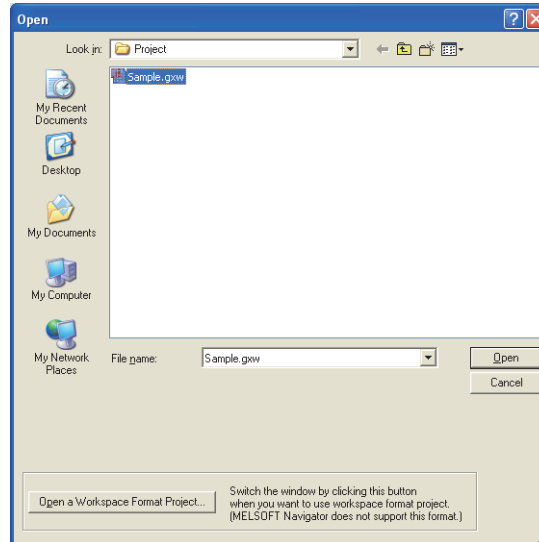 Open
Look in: Project
Sample.gxw
My Recent
Documents
Desktop
My Documents
My Computer
My Network
Places
File name: Sample.gxw
Open
Cancel
Open a Workspace Format Project...
Switch the window by clicking this button
when you want to use workspace format project.
(MELSOFT Navigator does not support this format.)